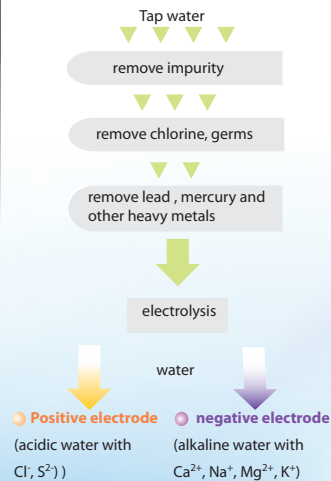 Tap water
remove impurity
remove chlorine, germs
remove lead , mercury and
other heavy metals
electrolysis
water
Positive electrode
(acidic water with
Cl⁻, S²⁻) )
negative electrode
(alkaline water with
Ca²⁺, Na⁺, Mg²⁺, K⁺)